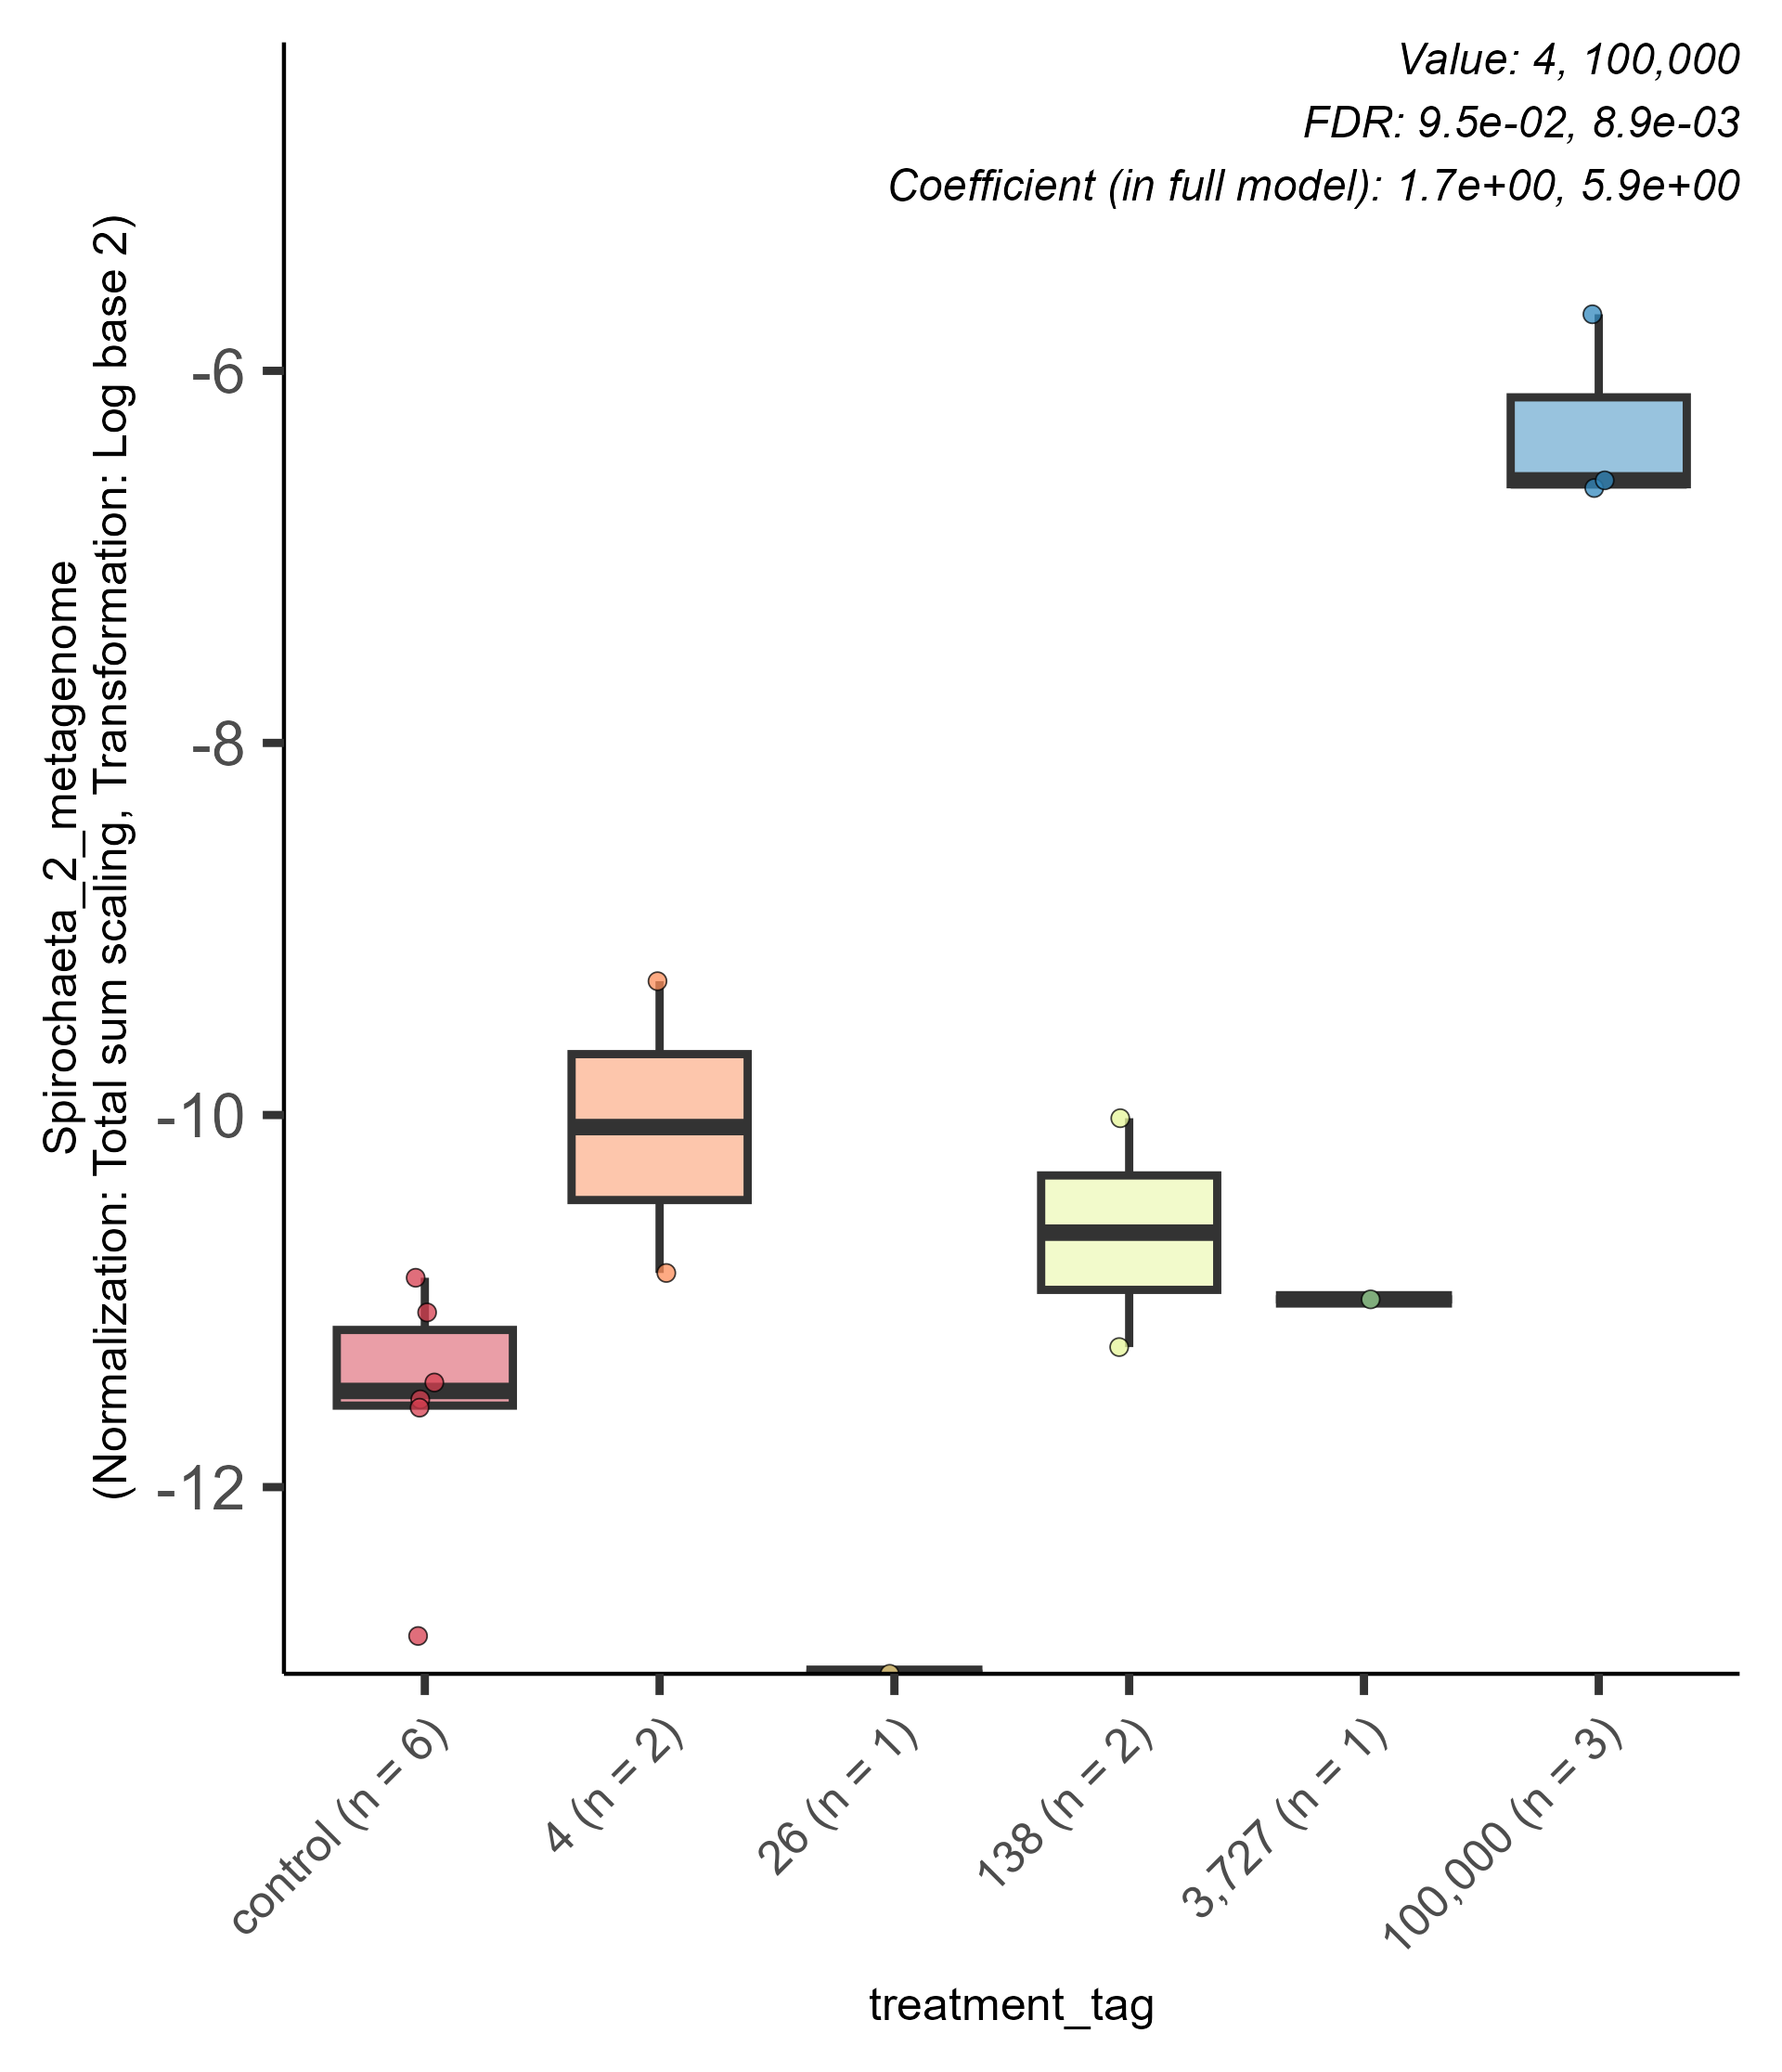 Value: 4, 100,000
FDR: 9.5e-02, 8.9e-03
Coefficient (in full model): 1.7e+00, 5.9e+00
Spirochaeta_2_metagenome
(Normalization: Total sum scaling, Transformation: Log base 2)
-6
-8
-10
-12
control (n = 6)
4 (n = 2)
26 (n = 1)
138 (n = 2)
3,727 (n = 1)
100,000 (n = 3)
treatment_tag